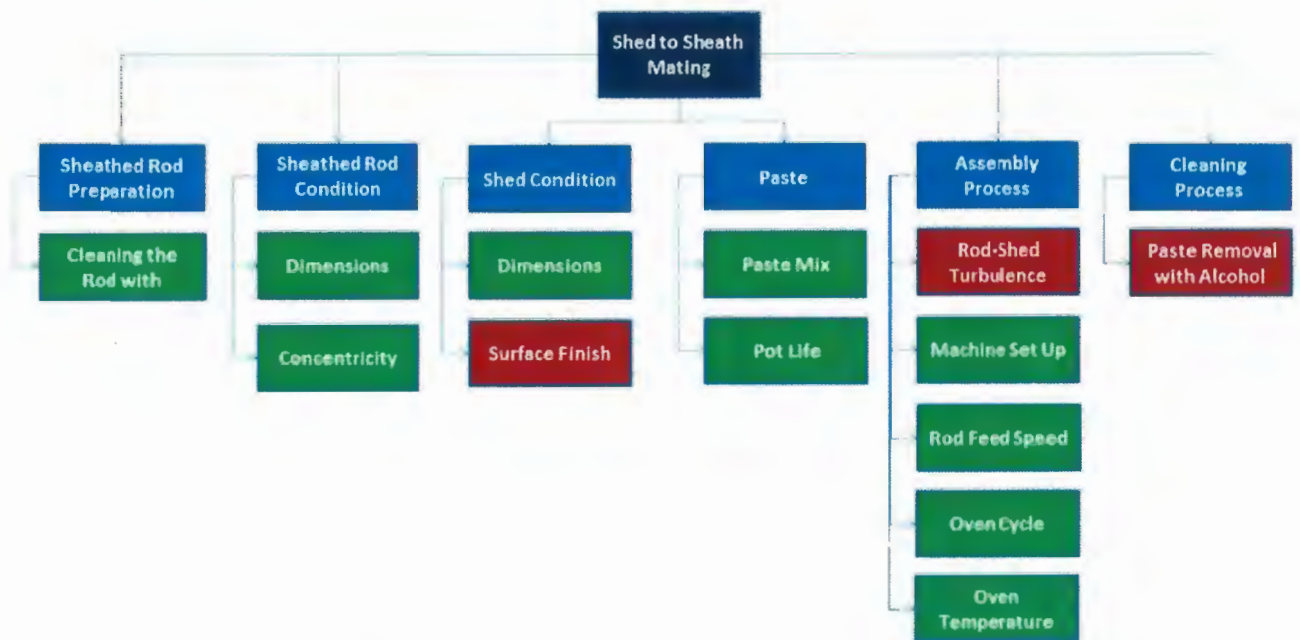 Shed to Sheath
Mating
Sheathed Rod
Preparation
Cleaning the
Rod with
Sheathed Rod
Condition
Dimensions
Concentricity
Shed Condition
Dimensions
Surface Finish
Paste
Paste Mix
Pot Life
Assembly
Process
Rod-Shed
Turbulence
Machine Set Up
Rod Feed Speed
Oven Cycle
Oven
Temperature
Cleaning
Process
Paste Removal
with Alcohol